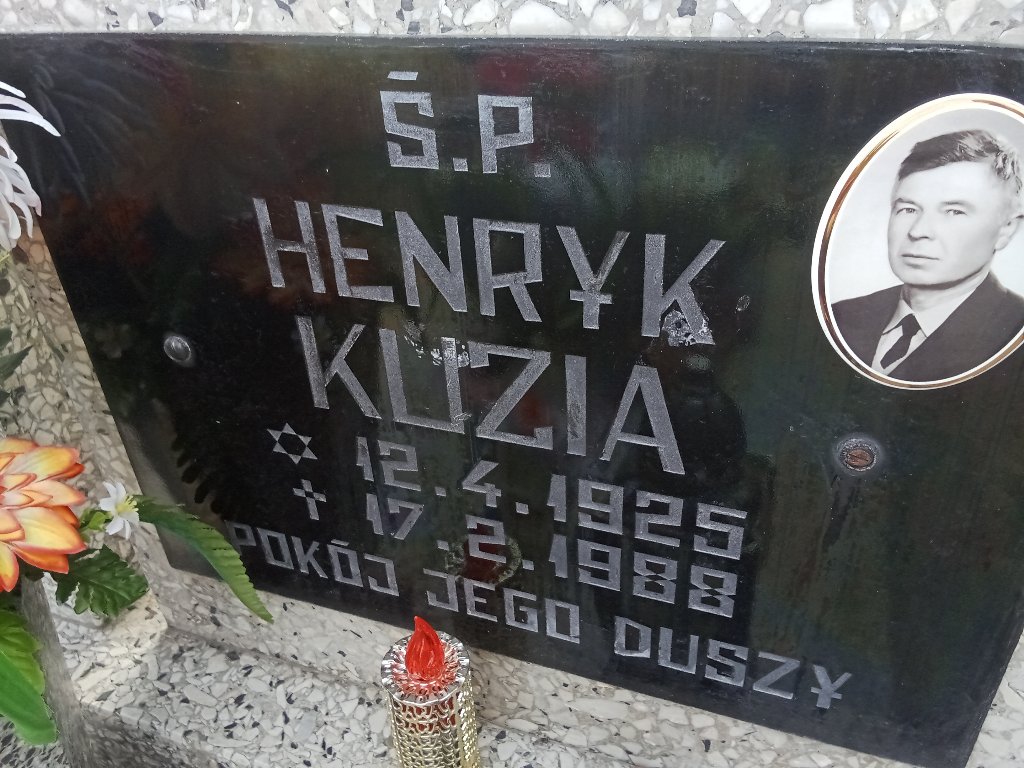 Ś.P.
HENRYK
KUZIA
✡ 12.4.1925
✝ 17.2.1988
POKÓJ JEGO DUSZY